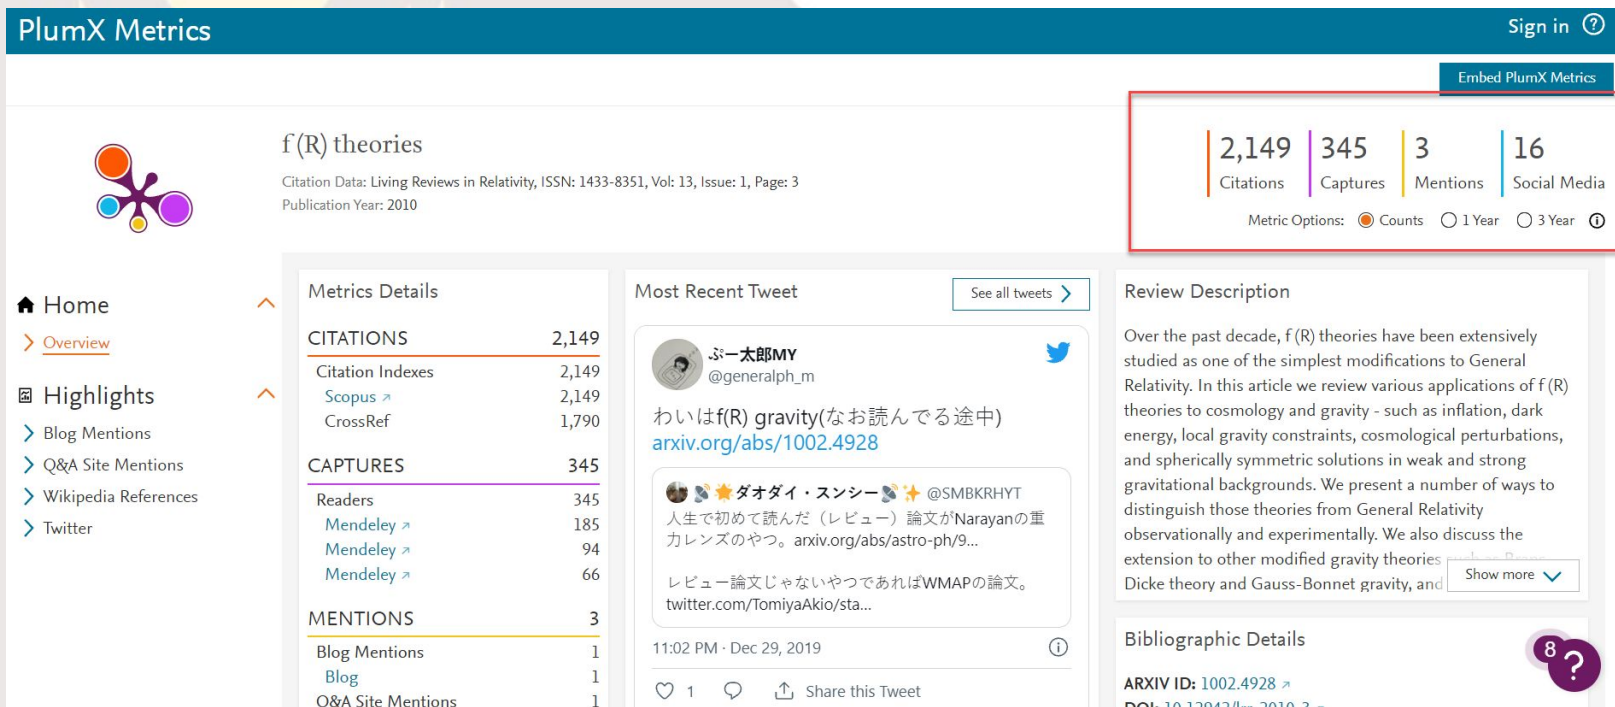 PlumX Metrics
Sign in
Embed PlumX Metrics
f (R) theories
Citation Data: Living Reviews in Relativity, ISSN: 1433-8351, Vol: 13, Issue: 1, Page: 3
Publication Year: 2010
2,149 345 3 16
Citations Captures Mentions Social Media
Metric Options: Counts 1 Year 3 Year
Home
Overview
Highlights
Blog Mentions
Q&A Site Mentions
Wikipedia References
Twitter
Metrics Details
CITATIONS 2,149
Citation Indexes 2,149
Scopus 2,149
CrossRef 1,790
CAPTURES 345
Readers 345
Mendeley 185
Mendeley 94
Mendeley 66
MENTIONS 3
Blog Mentions 1
Blog 1
Q&A Site Mentions 1
Most Recent Tweet
See all tweets
ぷー太郎MY
@generalph_m
わいはf(R) gravity(なお読んでる途中)
arxiv.org/abs/1002.4928
ダオダイ・スンシー @SMBKRHYT
人生で初めて読んだ（レビュー）論文がNarayanの重
力レンズのやつ。arxiv.org/abs/astro-ph/9...
レビュー論文じゃないやつであればWMAPの論文。
twitter.com/TomiyaAkio/sta...
11:02 PM · Dec 29, 2019
1 Share this Tweet
Review Description
Over the past decade, f (R) theories have been extensively
studied as one of the simplest modifications to General
Relativity. In this article we review various applications of f (R)
theories to cosmology and gravity - such as inflation, dark
energy, local gravity constraints, cosmological perturbations,
and spherically symmetric solutions in weak and strong
gravitational backgrounds. We present a number of ways to
distinguish those theories from General Relativity
observationally and experimentally. We also discuss the
extension to other modified gravity theories
Dicke theory and Gauss-Bonnet gravity, and
Show more
Bibliographic Details
8
ARXIV ID: 1002.4928